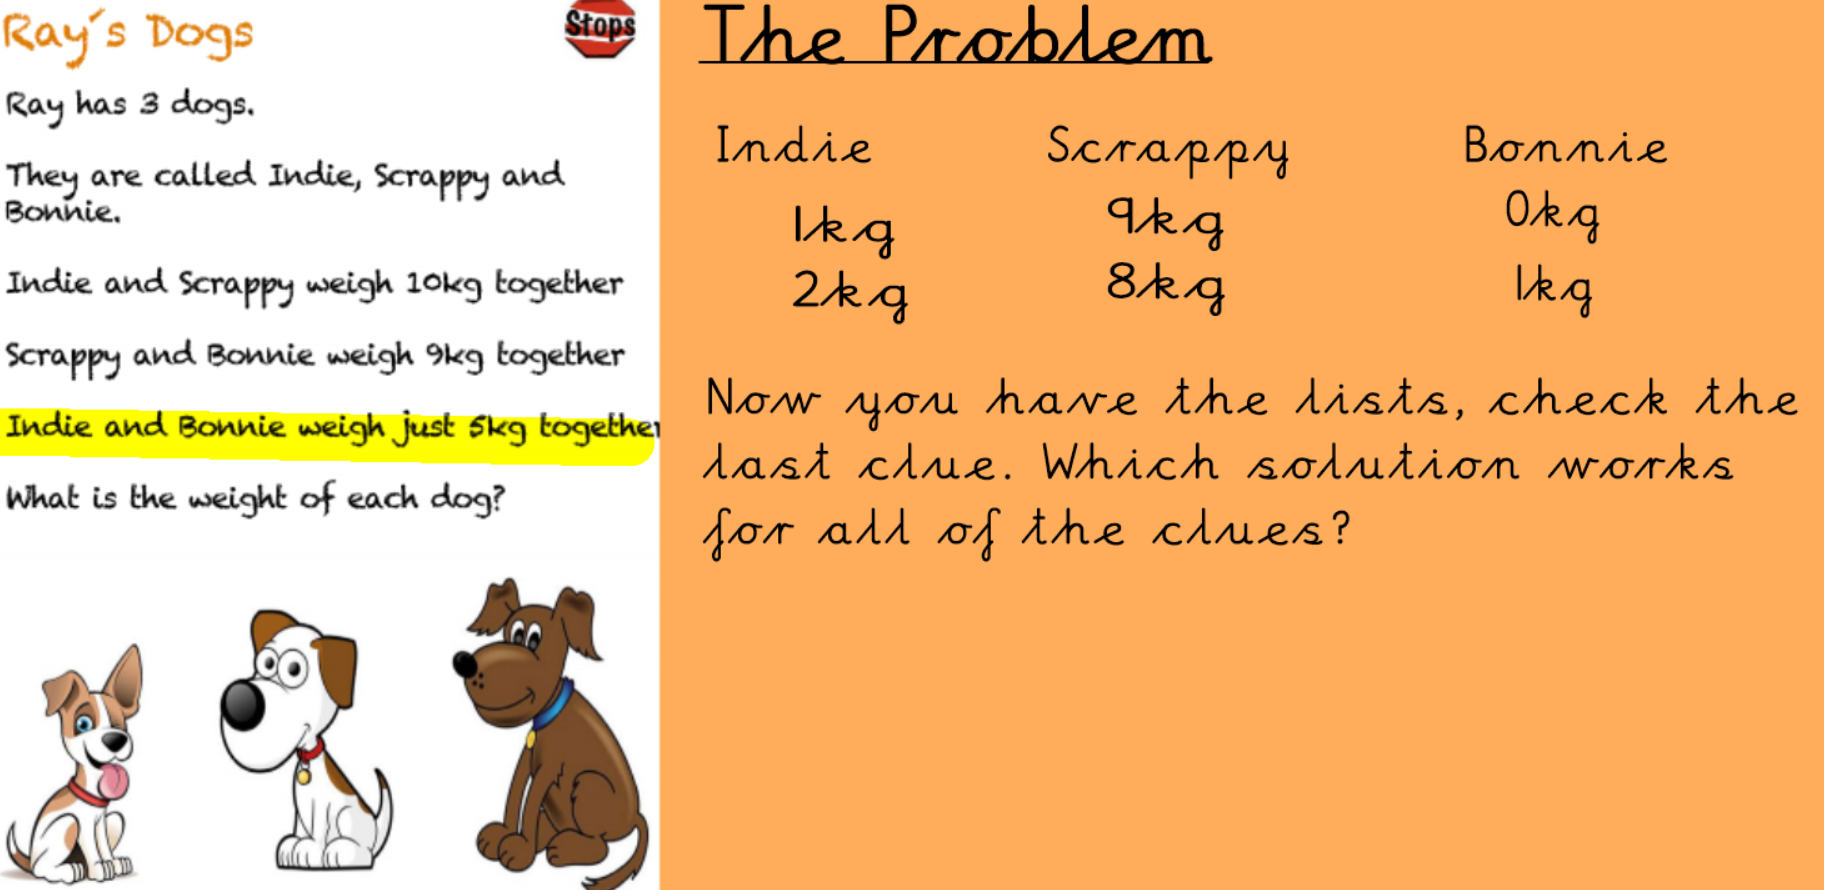 Ray's Dogs
Stops
Ray has 3 dogs.
They are called Indie, Scrappy and
Bonnie.
Indie and Scrappy weigh 10kg together
Scrappy and Bonnie weigh 9kg together
Indie and Bonnie weigh just 5kg together
What is the weight of each dog?
The Problem
Indie Scrappy Bonnie
1kg 9kg 0kg
2kg 8kg 1kg
Now you have the lists, check the
last clue. Which solution works
for all of the clues?